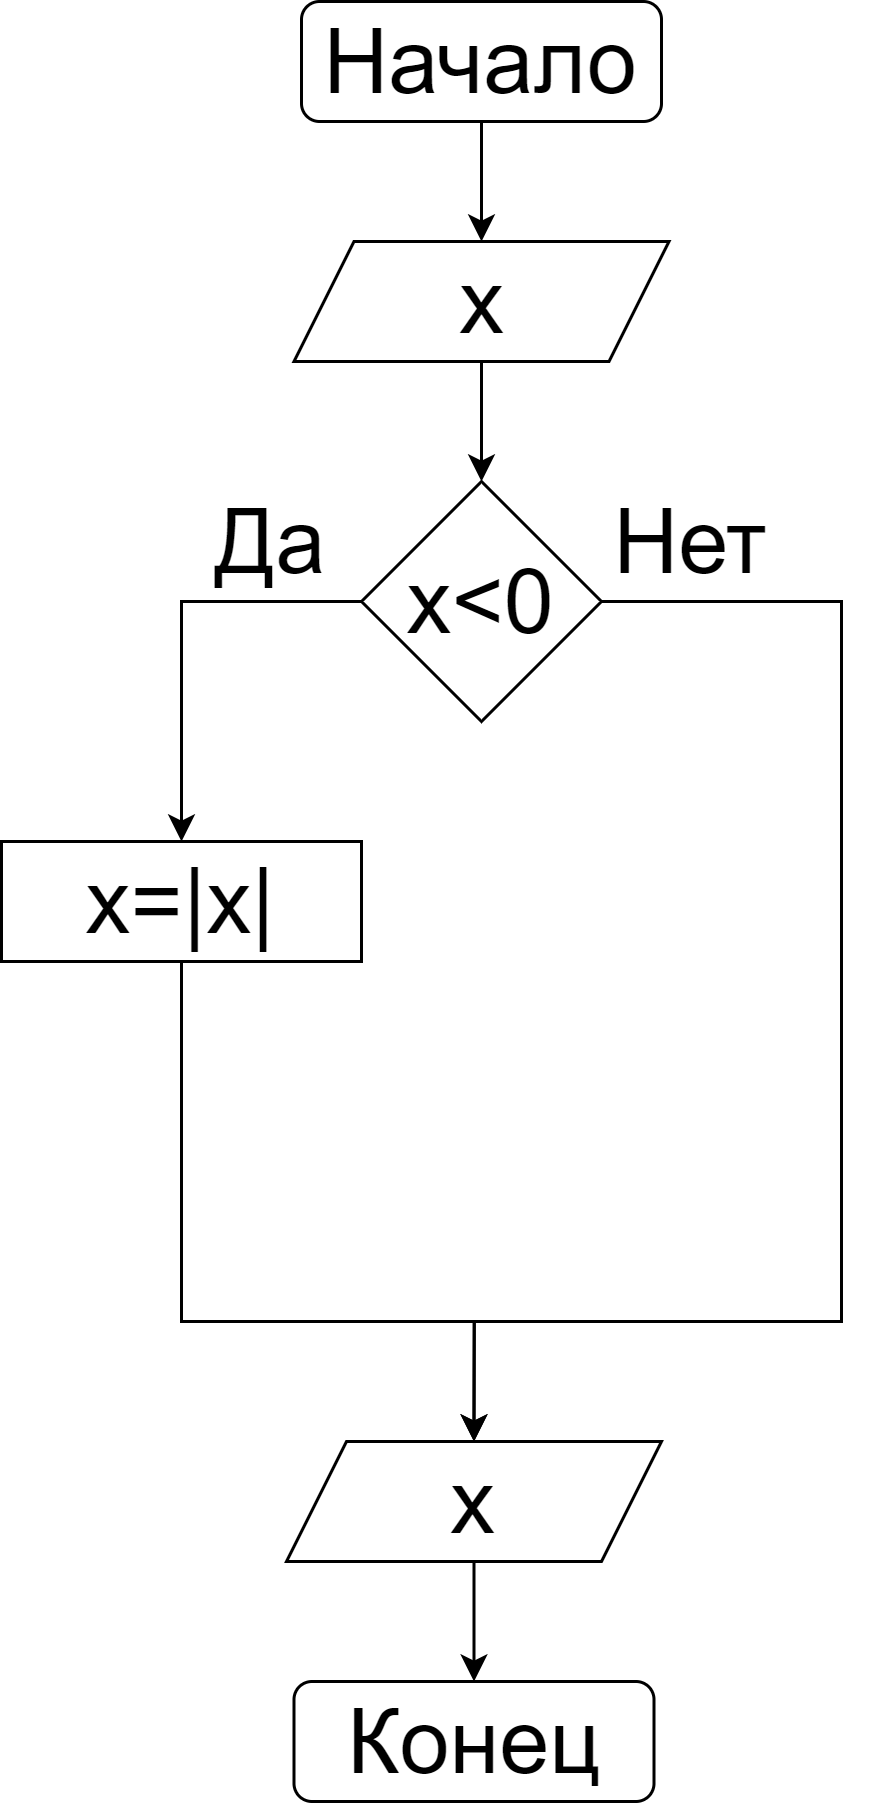 Начало
x
Да
Нет
x<0
x=|x|
x
Конец